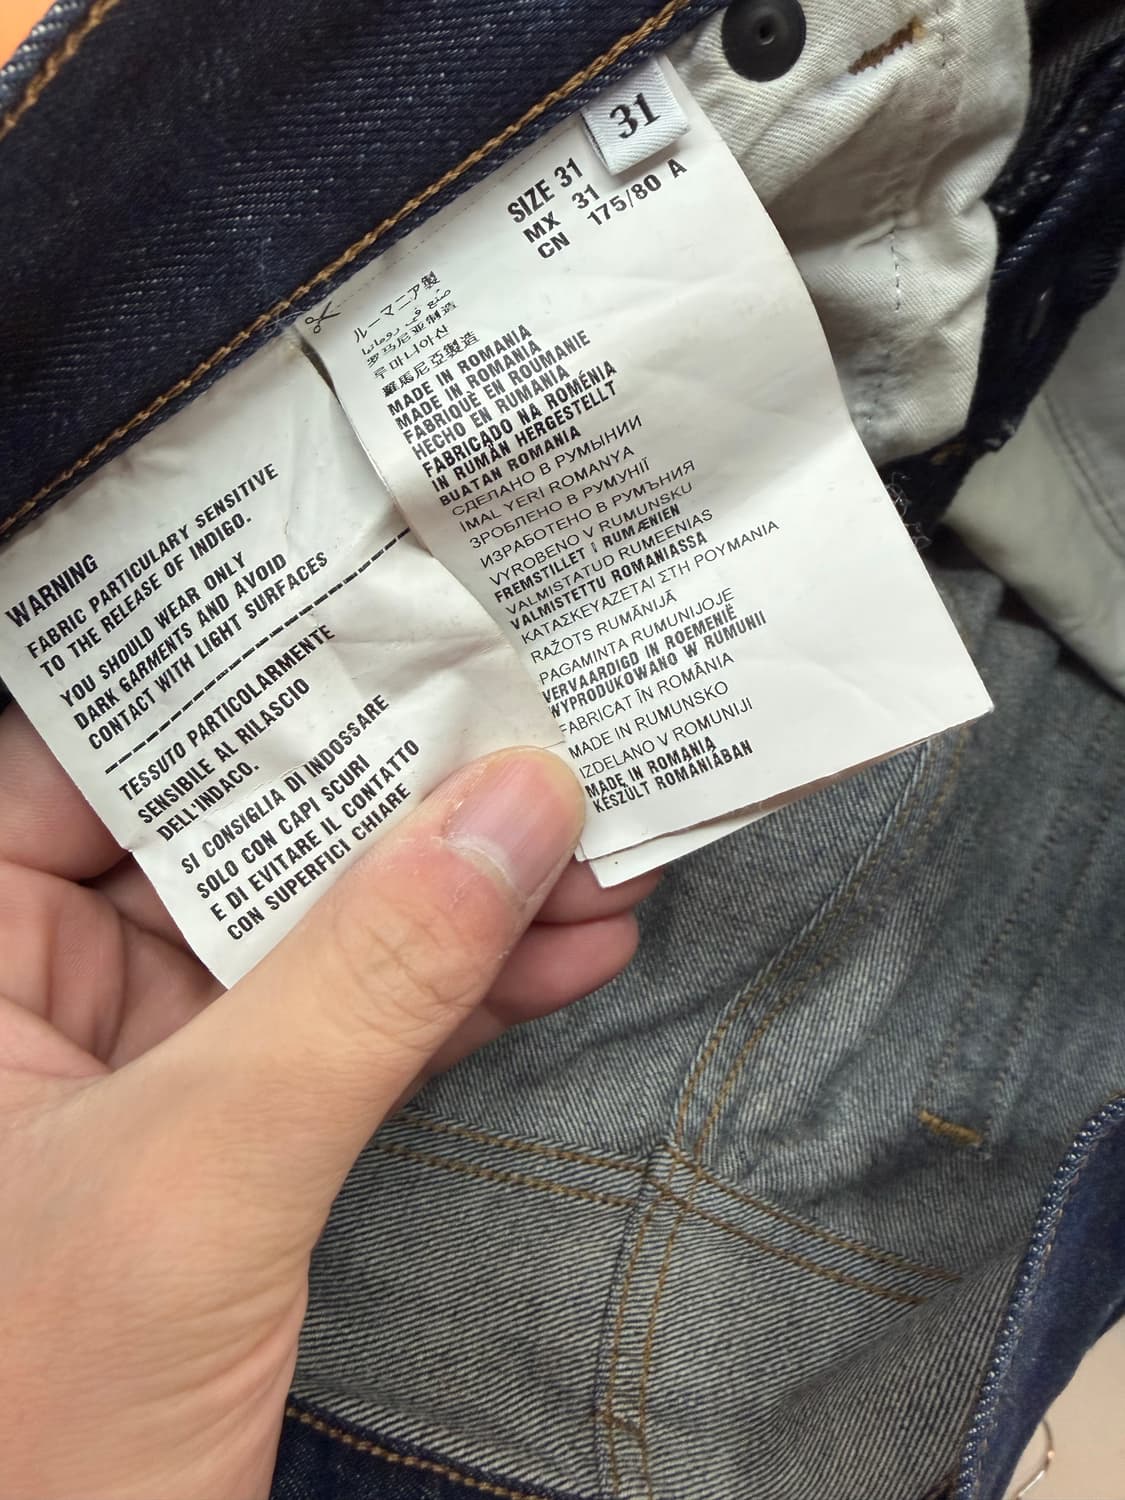 31
SIZE 31
MX 31
CN 175/80 A
ルーマニア製
صنع في رومانيا
罗马尼亚制造
루마니아산
羅馬尼亞製造
MADE IN ROMANIA
MADE IN ROMANIA
FABRIQUÉ EN ROUMANIE
HECHO EN RUMANIA
FABRICADO NA ROMÉNIA
IN RUMÄN HERGESTELLT
BUATAN ROMANIA
СДЕЛАНО В РУМЫНИИ
IMAL YERI ROMANYA
ЗРОБЛЕНО В РУМУНІЇ
ИЗРАБОТЕНО В РУМЪНИЯ
VYROBENO V RUMUNSKU
FREMSTILLET I RUMÆNIEN
VALMISTATUD RUMEENIAS
VALMISTETTU ROMANIASSA
ΚΑΤΑΣΚΕΥΑΖΕΤΑΙ ΣΤΗ ΡΟΥΜΑΝΙΑ
RAŽOTS RUMĀNIJĀ
PAGAMINTA RUMUNIJOJE
VERVAARDIGD IN ROEMENIË
WYPRODUKOWANO W RUMUNII
FABRICAT ÎN ROMÂNIA
MADE IN RUMUNSKO
IZDELANO V ROMUNIJI
MADE IN ROMANIA
KÉSZÜLT ROMÁNIÁBAN
WARNING
FABRIC PARTICULARY SENSITIVE
TO THE RELEASE OF INDIGO.
YOU SHOULD WEAR ONLY
DARK GARMENTS AND AVOID
CONTACT WITH LIGHT SURFACES
TESSUTO PARTICOLARMENTE
SENSIBILE AL RILASCIO
DELL'INDACO.
SI CONSIGLIA DI INDOSSARE
SOLO CON CAPI SCURI
E DI EVITARE IL CONTATTO
CON SUPERFICI CHIARE